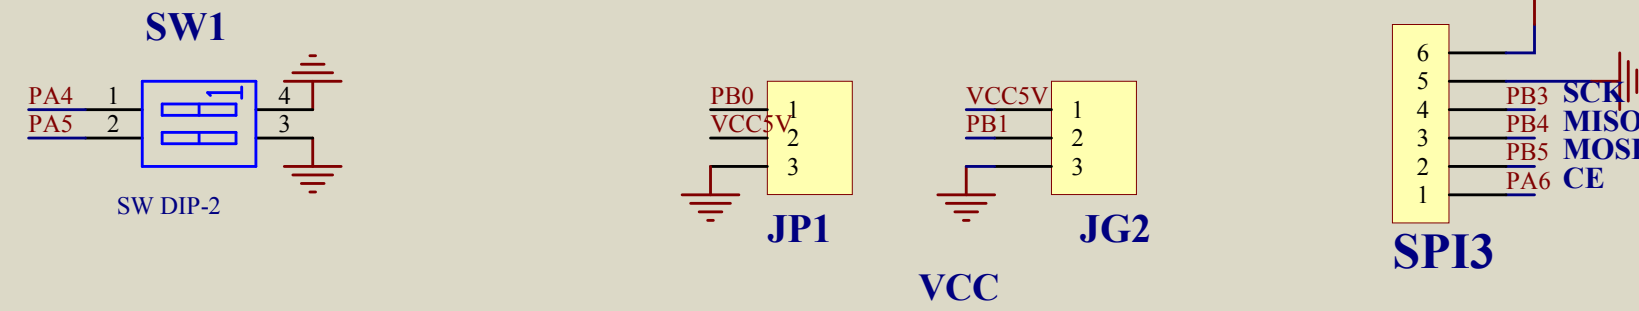 SW1
PA4 1 4
PA5 2 3
SW DIP-2
PB0 1
VCC5V 2
3
JP1
VCC5V 1
PB1 2
3
JG2
VCC
6
5
4 PB3 SCK
3 PB4 MISO
2 PB5 MOSI
1 PA6 CE
SPI3